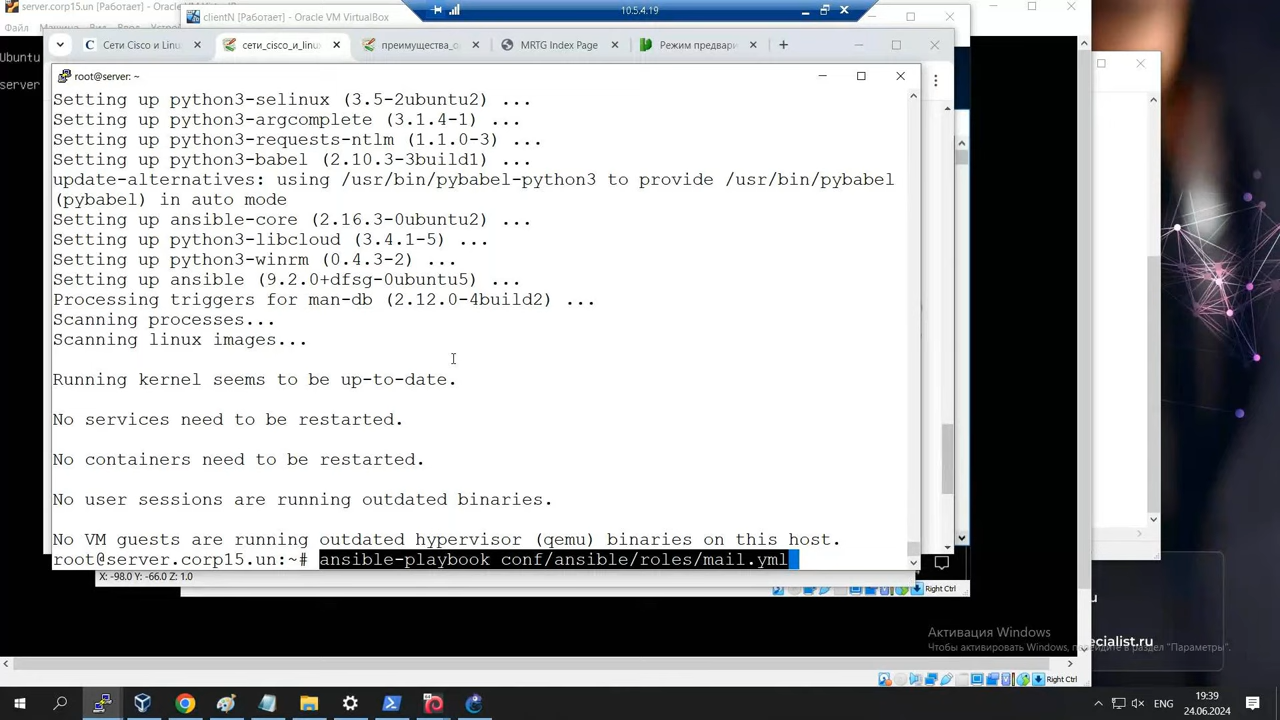 server.corp15.un [Работает] - Oracle VM VirtualBox
clientN [Работает] - Oracle VM VirtualBox
10.5.4.19
Файл
Машина
Ubuntu
server
Сети Cisco и Linu
сети_cisco_и_linu
преимущества_о
MRTG Index Page
Режим предвари
root@server: ~
Setting up python3-selinux (3.5-2ubuntu2) ...
Setting up python3-argcomplete (3.1.4-1) ...
Setting up python3-requests-ntlm (1.1.0-3) ...
Setting up python3-babel (2.10.3-3build1) ...
update-alternatives: using /usr/bin/pybabel-python3 to provide /usr/bin/pybabel
(pybabel) in auto mode
Setting up ansible-core (2.16.3-0ubuntu2) ...
Setting up python3-libcloud (3.4.1-5) ...
Setting up python3-winrm (0.4.3-2) ...
Setting up ansible (9.2.0+dfsg-0ubuntu5) ...
Processing triggers for man-db (2.12.0-4build2) ...
Scanning processes...
Scanning linux images...
Running kernel seems to be up-to-date.
No services need to be restarted.
No containers need to be restarted.
No user sessions are running outdated binaries.
No VM guests are running outdated hypervisor (qemu) binaries on this host.
root@server.corp15.un:~# ansible-playbook conf/ansible/roles/mail.yml
X: -98.0 Y: -66.0 Z: 1.0
Right Ctrl
u
ecialist.ru
Активация Windows
Чтобы активировать Windows, перейдите в раздел "Параметры".
Right Ctrl
ENG
19:39
24.06.2024